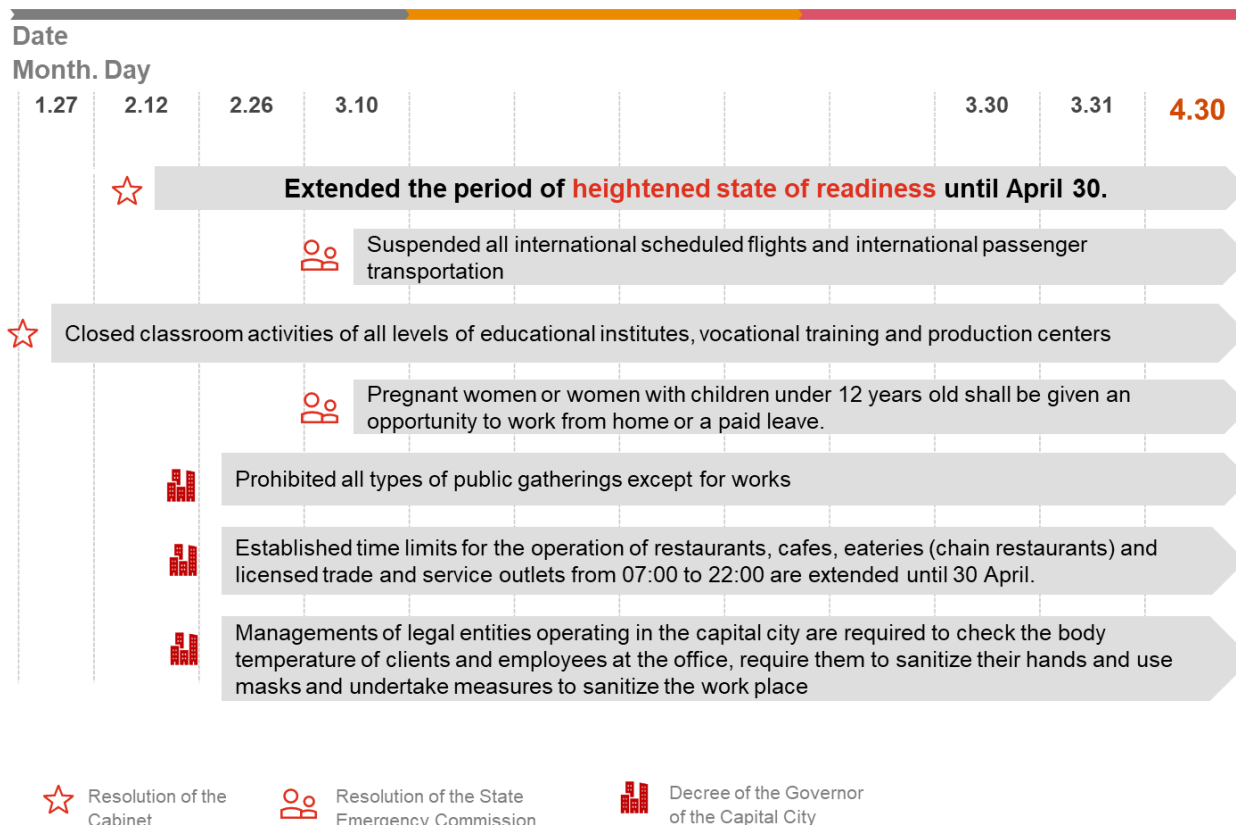 Date
Month. Day
1.27 2.12 2.26 3.10 3.30 3.31 4.30
Extended the period of heightened state of readiness until April 30.
Suspended all international scheduled flights and international passenger
transportation
Closed classroom activities of all levels of educational institutes, vocational training and production centers
Pregnant women or women with children under 12 years old shall be given an
opportunity to work from home or a paid leave.
Prohibited all types of public gatherings except for works
Established time limits for the operation of restaurants, cafes, eateries (chain restaurants) and
licensed trade and service outlets from 07:00 to 22:00 are extended until 30 April.
Managements of legal entities operating in the capital city are required to check the body
temperature of clients and employees at the office, require them to sanitize their hands and use
masks and undertake measures to sanitize the work place
Resolution of the
Cabinet
Resolution of the State
Emergency Commission
Decree of the Governor
of the Capital City